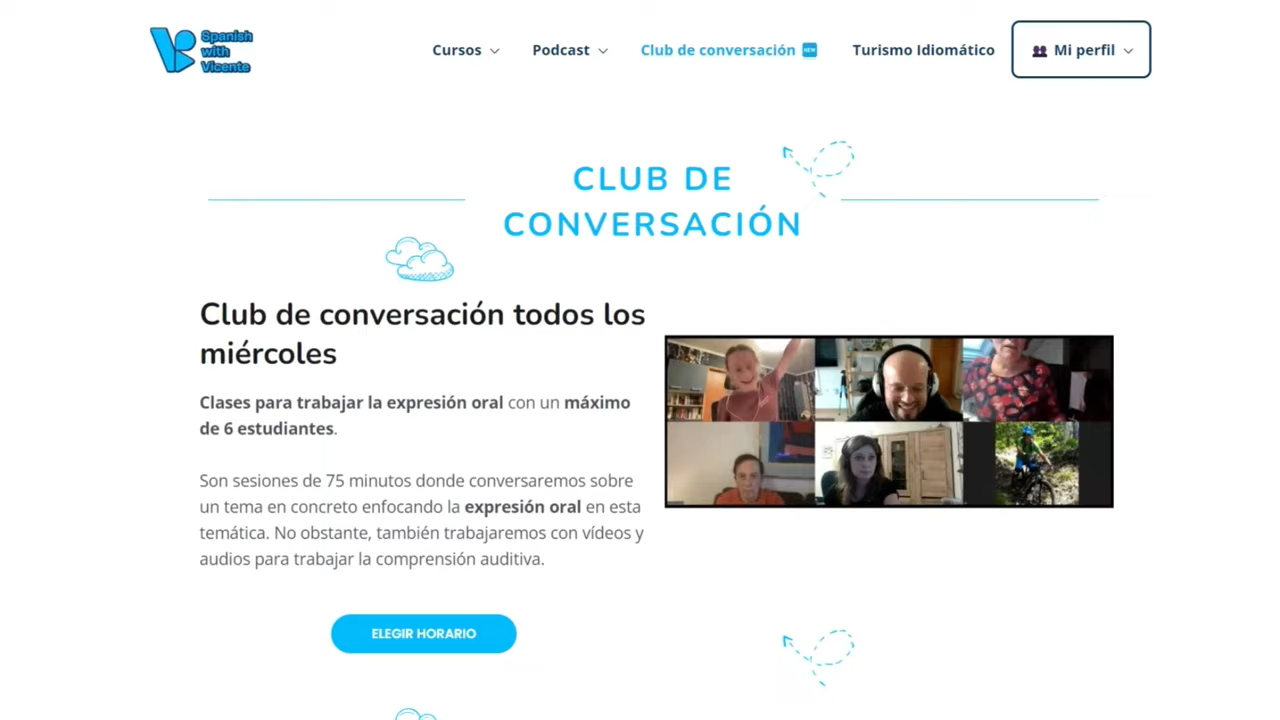 Spanish
with
Vicente
Cursos
Podcast
Club de conversación NEW
Turismo Idiomático
Mi perfil
CLUB DE
CONVERSACIÓN
Club de conversación todos los
miércoles
Clases para trabajar la expresión oral con un máximo
de 6 estudiantes.
Son sesiones de 75 minutos donde conversaremos sobre
un tema en concreto enfocando la expresión oral en esta
temática. No obstante, también trabajaremos con vídeos y
audios para trabajar la comprensión auditiva.
ELEGIR HORARIO